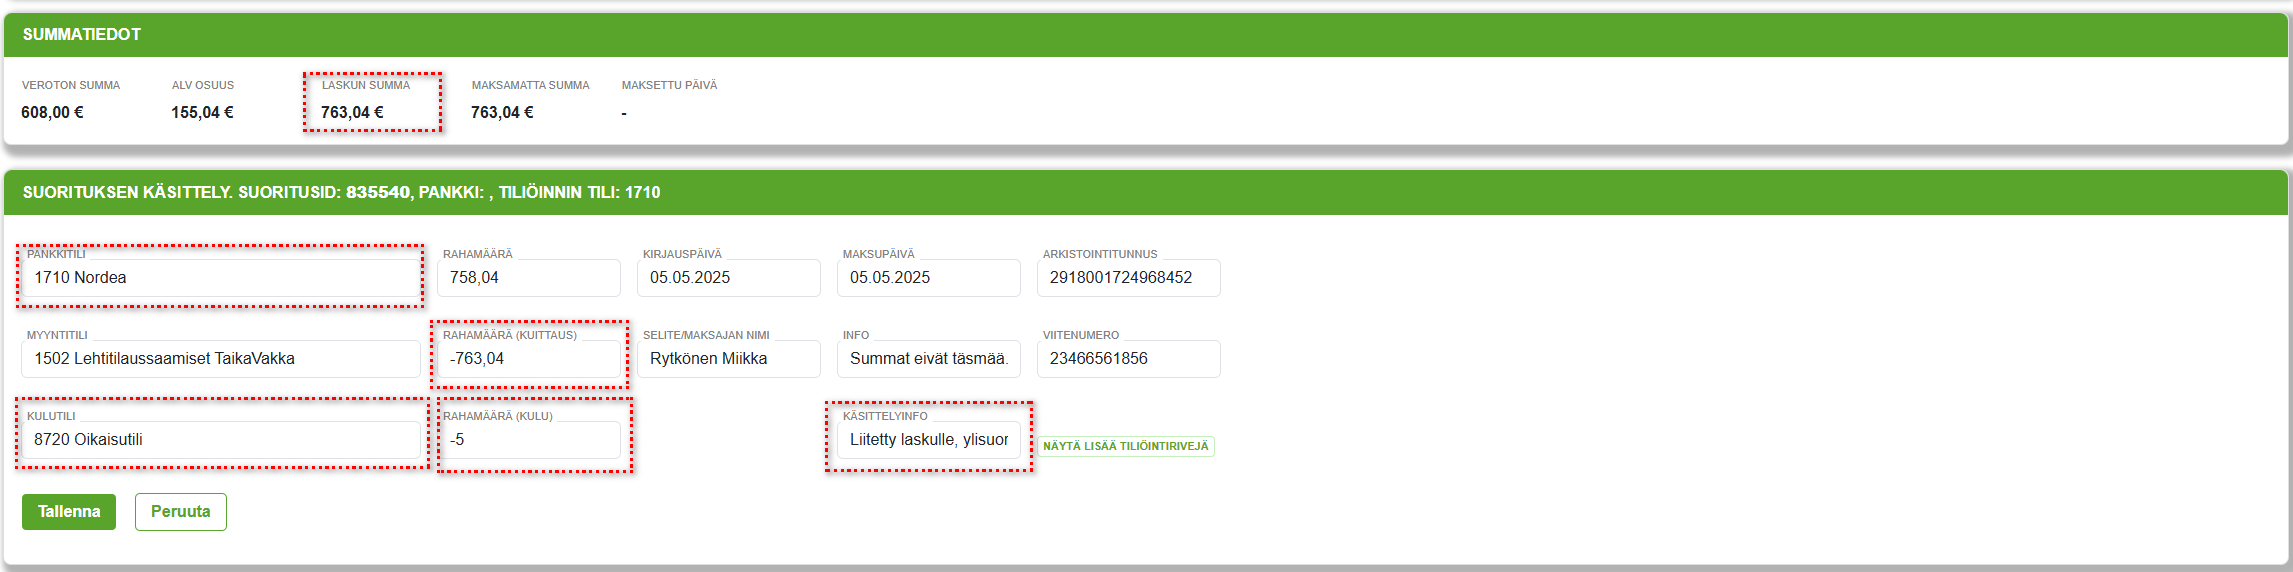 SUMMATIEDOT
VEROTON SUMMA ALV OSUUS LASKUN SUMMA MAKSAMATTA SUMMA MAKSETTU PÄIVÄ
608,00 € 155,04 € 763,04 € 763,04 € -
SUORITUKSEN KÄSITTELY. SUORITUSID: 835540, PANKKI: , TILIÖINNIN TILI: 1710
PANKKITILI RAHAMÄÄRÄ KIRJAUSPÄIVÄ MAKSUPÄIVÄ ARKISTOINTITUNNUS
1710 Nordea 758,04 05.05.2025 05.05.2025 2918001724968452
MYYNTITILI RAHAMÄÄRÄ (KUITTAUS) SELITE/MAKSAJAN NIMI INFO VIITENUMERO
1502 Lehtitilaussaamiset TaikaVakka -763,04 Rytkönen Miikka Summat eivät täsmää. 23466561856
KULUTILI RAHAMÄÄRÄ (KULU) KÄSITTELYINFO
8720 Oikaisutili -5 Liitetty laskulle, ylisuor NÄYTÄ LISÄÄ TILIÖINTIRIVEJÄ
Tallenna Peruuta